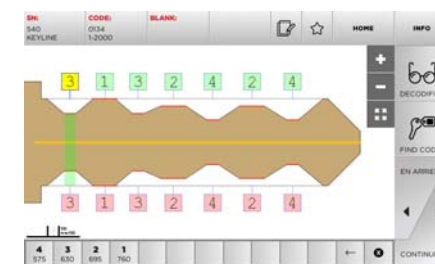 SN: CODE: BLANK:
540 0134
KEYLINE 1-2000
HOME INFO
DECODIFI
FIND COD
EN ARRIE
3 1 3 2 4 2 4
3 1 3 2 4 2 4
4 3 2 1
575 630 695 760
CONTINU